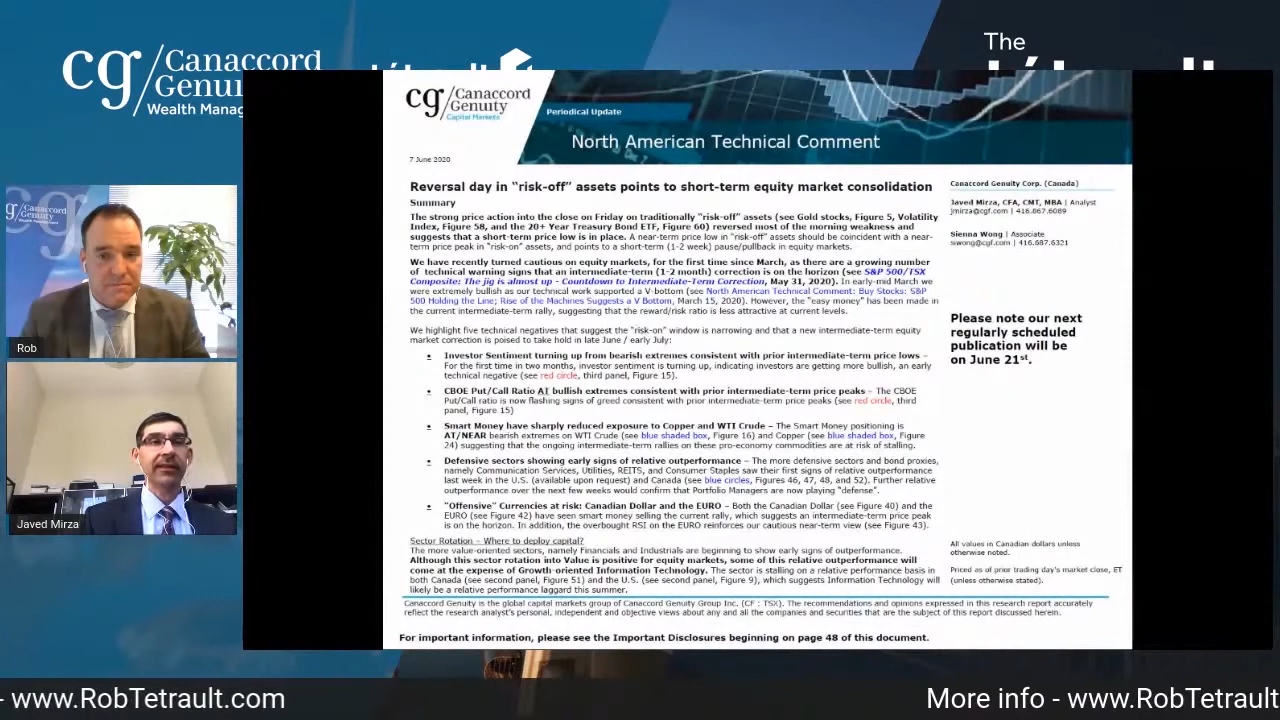 cg/Canaccord
Genui
Wealth Manag
The
cg/Canaccord
Genuity
Capital Markets
Periodical Update
North American Technical Comment
7 June 2020
Reversal day in “risk-off” assets points to short-term equity market consolidation
Summary
The strong price action into the close on Friday on traditionally “risk-off” assets (see Gold stocks, Figure 5, Volatility
Index, Figure 58, and the 20+ Year Treasury Bond ETF, Figure 60) reversed most of the morning weakness and
suggests that a short-term price low is in place. A near-term price low in “risk-off” assets should be coincident with a near-
term price peak in “risk-on” assets, and points to a short-term (1-2 week) pause/pullback in equity markets.
We have recently turned cautious on equity markets, for the first time since March, as there are a growing number
of technical warning signs that an intermediate-term (1-2 month) correction is on the horizon (see S&P 500/TSX
Composite: The jig is almost up - Countdown to Intermediate-Term Correction, May 31, 2020). In early-mid March we
were extremely bullish as our technical work supported a V-bottom (see North American Technical Comment: Buy Stocks: S&P
500 Holding the Line; Rise of the Machines Suggests a V Bottom, March 15, 2020). However, the “easy money” has been made in
the current intermediate-term rally, suggesting that the reward/risk ratio is less attractive at current levels.
We highlight five technical negatives that suggest the “risk-on” window is narrowing and that a new intermediate-term equity
market correction is poised to take hold in late June / early July:
• Investor Sentiment turning up from bearish extremes consistent with prior intermediate-term price lows –
For the first time in two months, investor sentiment is turning up, indicating investors are getting more bullish, an early
technical negative (see red circle, third panel, Figure 15).
• CBOE Put/Call Ratio AT bullish extremes consistent with prior intermediate-term price peaks – The CBOE
Put/Call ratio is now flashing signs of greed consistent with prior intermediate-term price peaks (see red circle, third
panel, Figure 15)
• Smart Money have sharply reduced exposure to Copper and WTI Crude – The Smart Money positioning is
AT/NEAR bearish extremes on WTI Crude (see blue shaded box, Figure 16) and Copper (see blue shaded box, Figure
24) suggesting that the ongoing intermediate-term rallies on these pro-economy commodities are at risk of stalling.
• Defensive sectors showing early signs of relative outperformance – The more defensive sectors and bond proxies,
namely Communication Services, Utilities, REITS, and Consumer Staples saw their first signs of relative outperformance
last week in the U.S. (available upon request) and Canada (see blue circles, Figures 46, 47, 48, and 52). Further relative
outperformance over the next few weeks would confirm that Portfolio Managers are now playing “defense”.
• “Offensive” Currencies at risk: Canadian Dollar and the EURO – Both the Canadian Dollar (see Figure 40) and the
EURO (see Figure 42) have seen smart money selling the current rally, which suggests an intermediate-term price peak
is on the horizon. In addition, the overbought RSI on the EURO reinforces our cautious near-term view (see Figure 43).
Sector Rotation – Where to deploy capital?
The more value-oriented sectors, namely Financials and Industrials are beginning to show early signs of outperformance.
Although this sector rotation into Value is positive for equity markets, some of this relative outperformance will
come at the expense of Growth-oriented Information Technology. The sector is stalling on a relative performance basis in
both Canada (see second panel, Figure 51) and the U.S. (see second panel, Figure 9), which suggests Information Technology will
likely be a relative performance laggard this summer.
Canaccord Genuity is the global capital markets group of Canaccord Genuity Group Inc. (CF : TSX). The recommendations and opinions expressed in this research report accurately
reflect the research analyst's personal, independent and objective views about any and all the companies and securities that are the subject of this report discussed herein.
For important information, please see the Important Disclosures beginning on page 48 of this document.
Canaccord Genuity Corp. (Canada)
Javed Mirza, CFA, CMT, MBA | Analyst
jmirza@cgf.com | 416.867.6089
Sienna Wong | Associate
siwong@cgf.com | 416.687.6321
Please note our next
regularly scheduled
publication will be
on June 21st.
All values in Canadian dollars unless
otherwise noted.
Priced as of prior trading day's market close, ET
(unless otherwise stated).
Rob
Javed Mirza
- www.RobTetrault.com
More info - www.RobTetrault